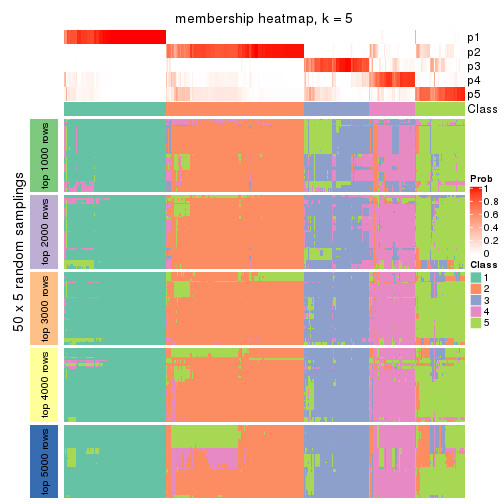 membership heatmap, k = 5
p1
p2
p3
p4
p5
Class
50 x 5 random samplings
top 1000 rows
top 2000 rows
top 3000 rows
top 4000 rows
top 5000 rows
Prob
1
0.8
0.6
0.4
0.2
0
Class
1
2
3
4
5